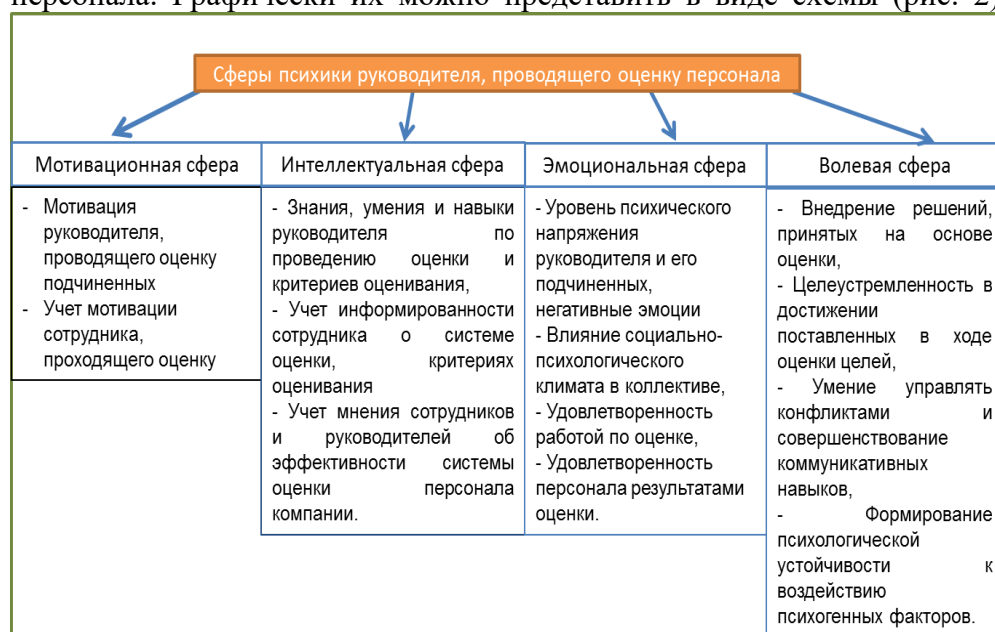 персонала. Графически их можно представить в виде схемы (рис. 2)
Сферы психики руководителя, проводящего оценку персонала
Мотивационная сфера
- Мотивация
руководителя,
проводящего оценку
подчиненных
- Учет мотивации
сотрудника,
проходящего оценку
Интеллектуальная сфера
- Знания, умения и навыки
руководителя по
проведению оценки и
критериев оценивания,
- Учет информированности
сотрудника о системе
оценки, критериях
оценивания
- Учет мнения сотрудников
и руководителей об
эффективности системы
оценки персонала
компании.
Эмоциональная сфера
- Уровень психического
напряжения
руководителя и его
подчиненных,
негативные эмоции
- Влияние социально-
психологического
климата в коллективе,
- Удовлетворенность
работой по оценке,
- Удовлетворенность
персонала результатами
оценки.
Волевая сфера
- Внедрение решений,
принятых на основе
оценки,
- Целеустремленность в
достижении
поставленных в ходе
оценки целей,
- Умение управлять
конфликтами и
совершенствование
коммуникативных
навыков,
- Формирование
психологической
устойчивости к
воздействию
психогенных факторов.